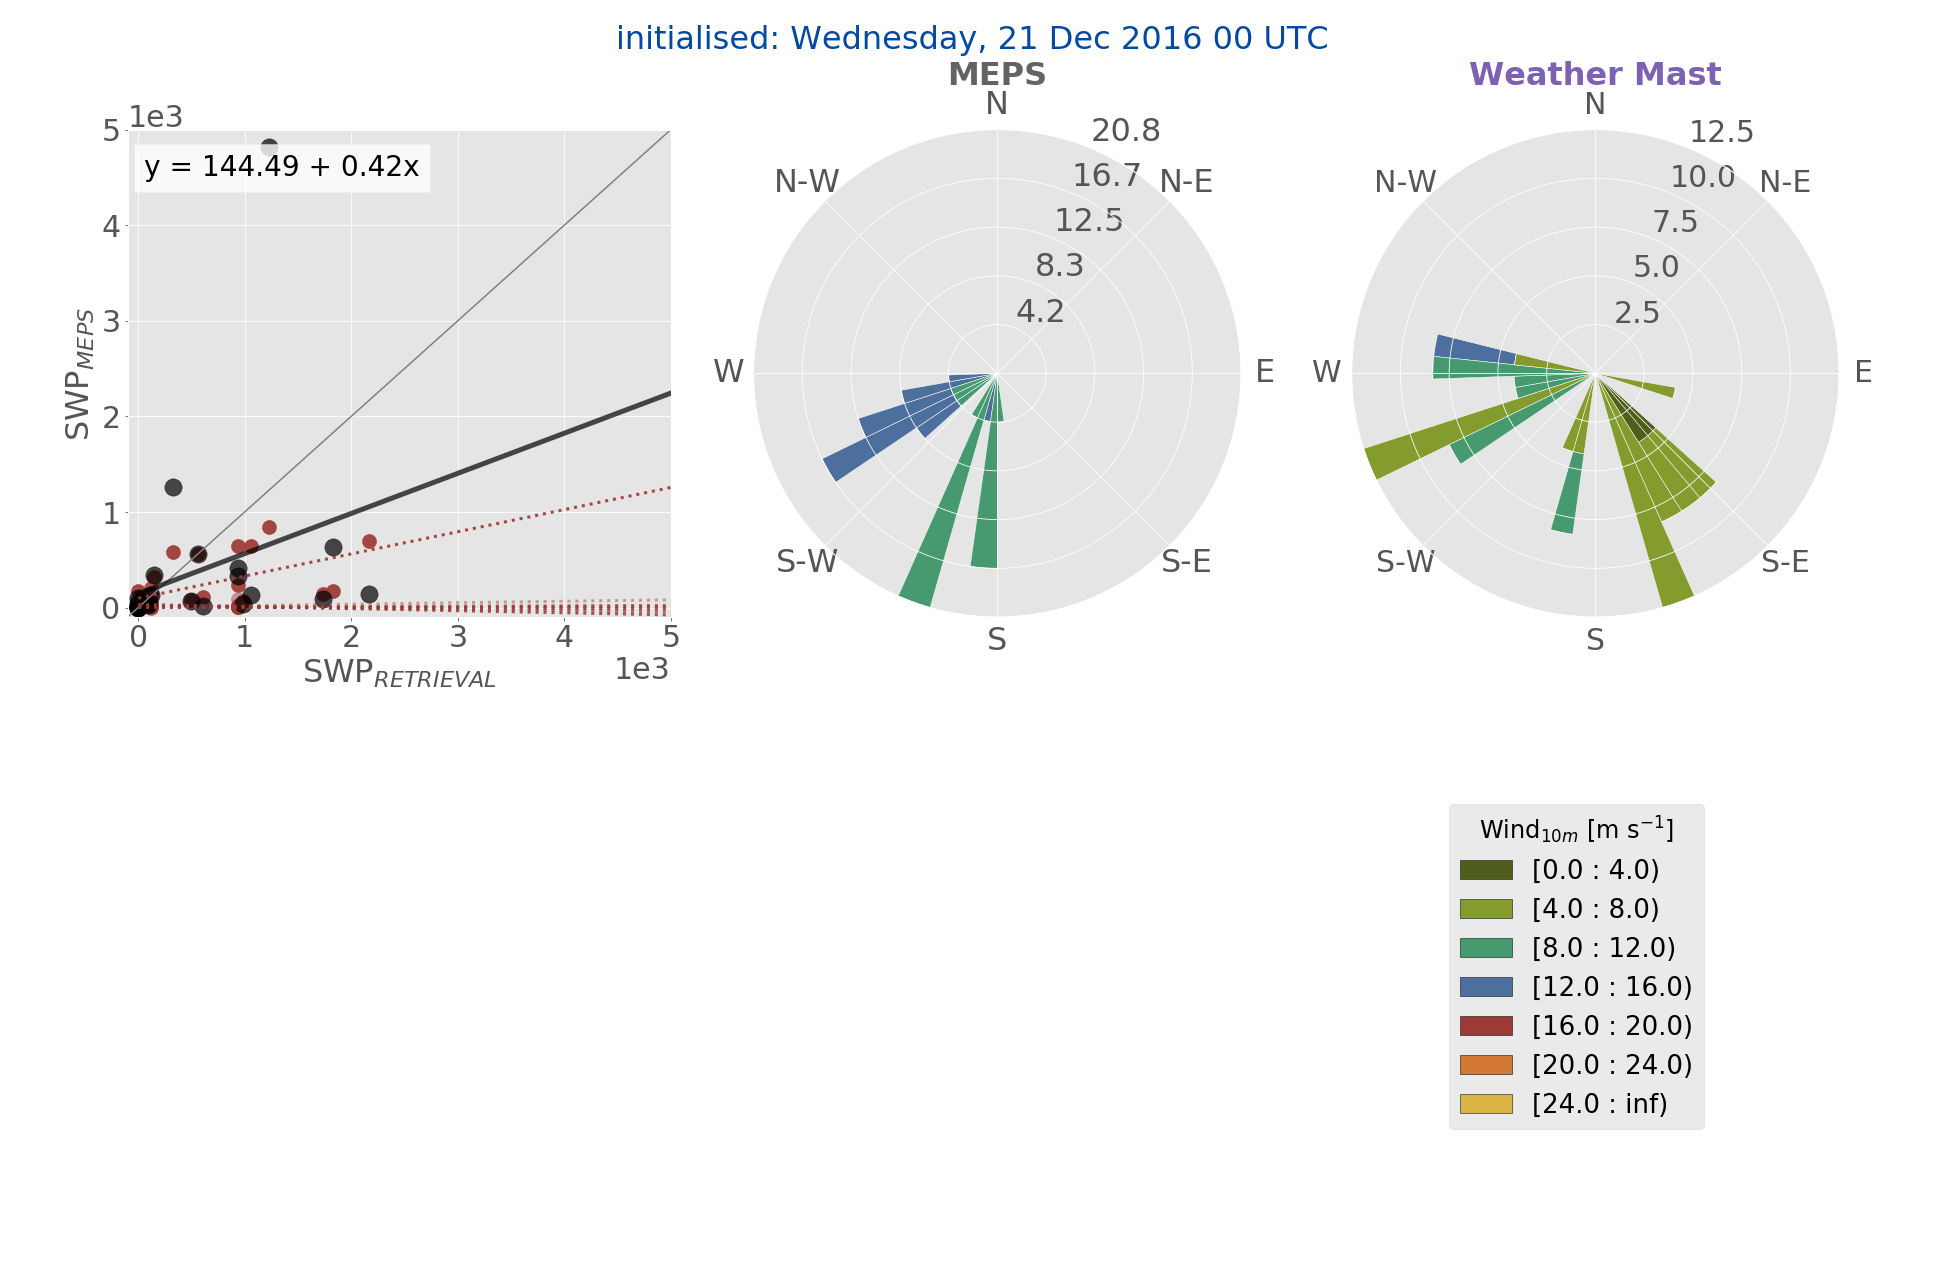 initialised: Wednesday, 21 Dec 2016 00 UTC
1e3
y = 144.49 + 0.42x
5
4
3
2
1
0
SWP_MEPS
0 1 2 3 4 5
SWP_RETRIEVAL
1e3
MEPS
N
N-E
E
S-E
S
S-W
W
N-W
20.8
16.7
12.5
8.3
4.2
Weather Mast
N
N-E
E
S-E
S
S-W
W
N-W
12.5
10.0
7.5
5.0
2.5
Wind_10m [m s⁻¹]
[0.0 : 4.0)
[4.0 : 8.0)
[8.0 : 12.0)
[12.0 : 16.0)
[16.0 : 20.0)
[20.0 : 24.0)
[24.0 : inf)